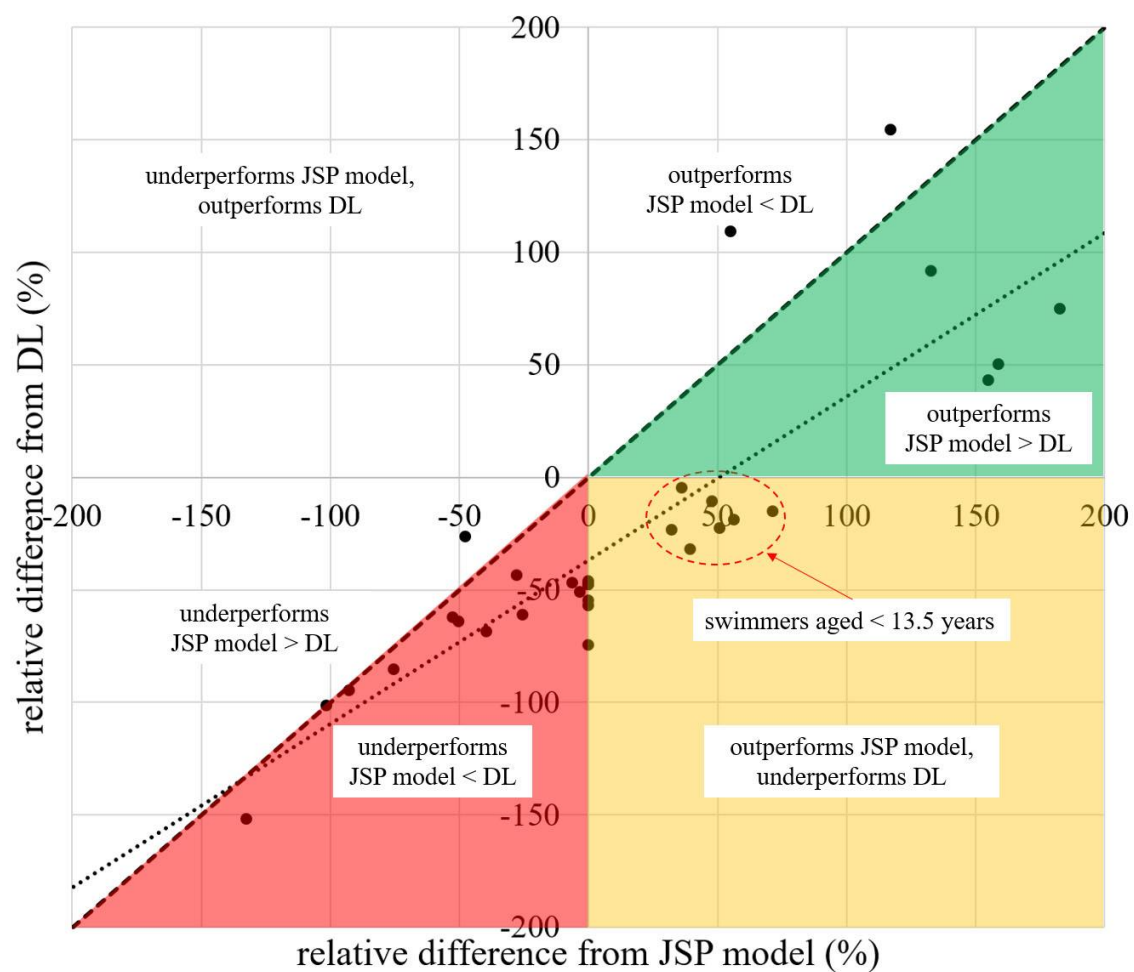 200
150
underperforms JSP model,
outperforms DL
outperforms
JSP model < DL
100
50
outperforms
JSP model > DL
relative difference from DL (%)
0
-200
-150
-100
-50
0
50
100
150
200
-50
underperforms
JSP model > DL
swimmers aged < 13.5 years
-100
underperforms
JSP model < DL
outperforms JSP model,
underperforms DL
-150
-200
relative difference from JSP model (%)